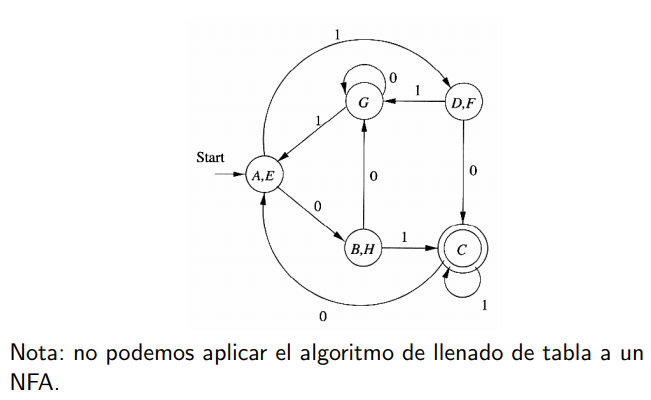 1
0
G
1
D,F
1
Start
A,E
0
0
0
B,H
1
C
0
1
Nota: no podemos aplicar el algoritmo de llenado de tabla a un
NFA.